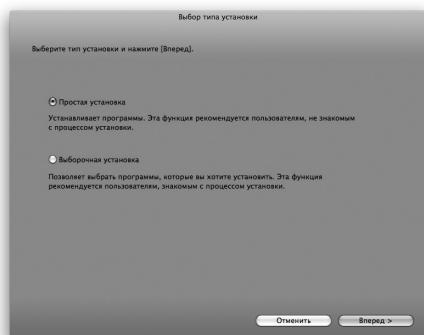 Выбор типа установки
Выберите тип установки и нажмите [Вперед].
Простая установка
Устанавливает программы. Эта функция рекомендуется пользователям, не знакомым
с процессом установки.
Выборочная установка
Позволяет выбрать программы, которые вы хотите установить. Эта функция
рекомендуется пользователям, знакомым с процессом установки.
Отменить
Вперед >